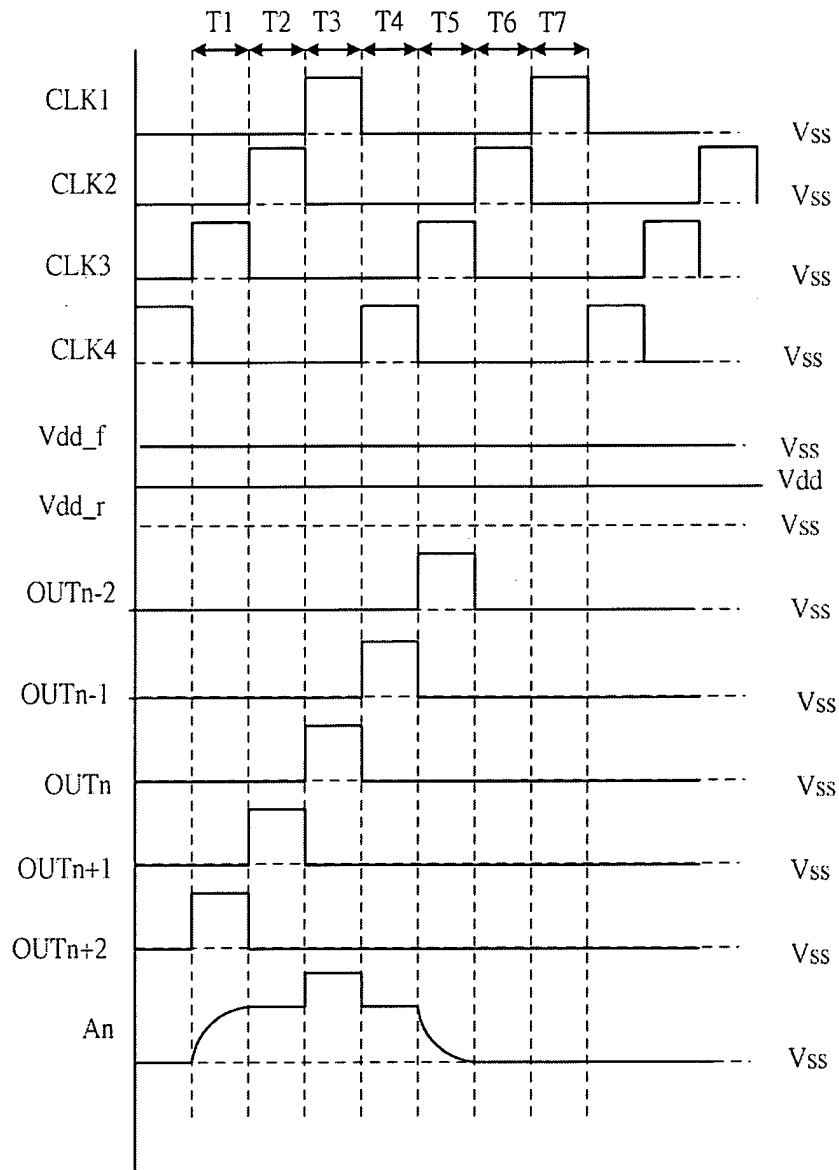 T1 T2 T3 T4 T5 T6 T7
CLK1
Vss
CLK2
Vss
CLK3
Vss
CLK4
Vss
Vdd_f
Vss
Vdd
Vdd_r
Vss
OUTn-2
Vss
OUTn-1
Vss
OUTn
Vss
OUTn+1
Vss
OUTn+2
Vss
An
Vss